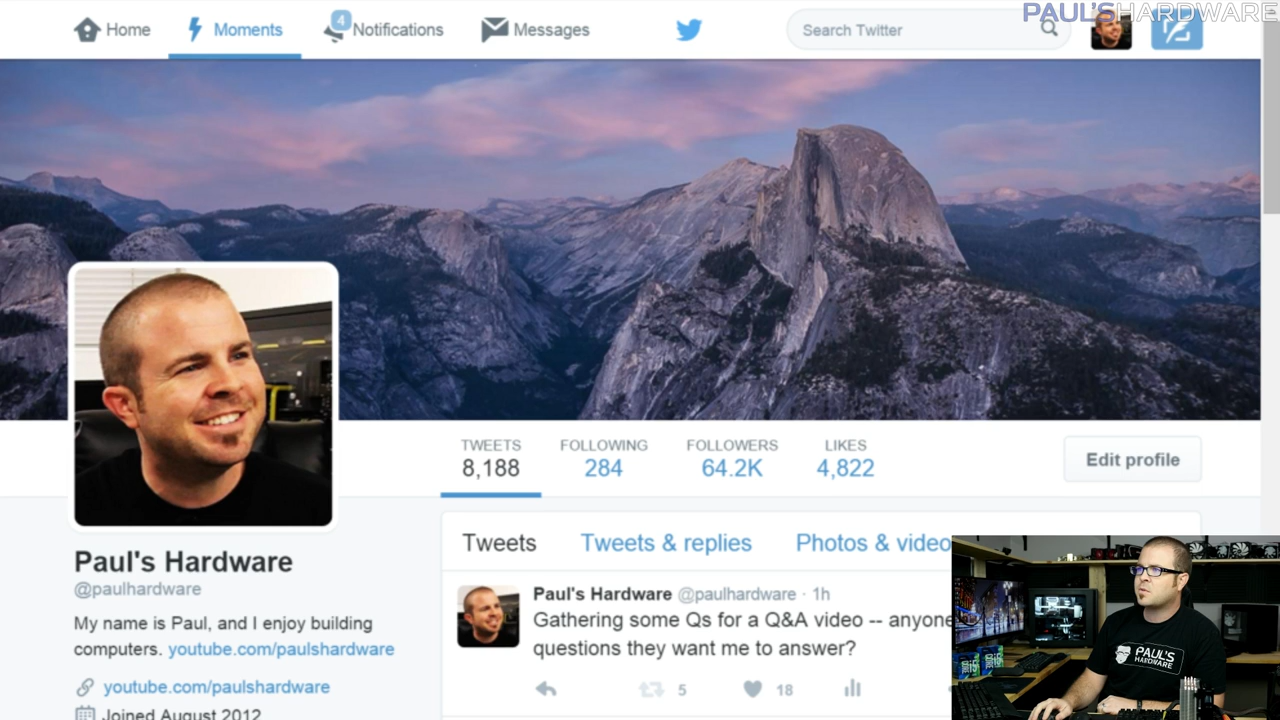 PAUL'SHARDWARE
Home
Moments
4
Notifications
Messages
Search Twitter
TWEETS
8,188
FOLLOWING
284
FOLLOWERS
64.2K
LIKES
4,822
Edit profile
Paul's Hardware
@paulhardware
My name is Paul, and I enjoy building
computers. youtube.com/paulshardware
youtube.com/paulshardware
Joined August 2012
Tweets
Tweets & replies
Photos & video
Paul's Hardware @paulhardware · 1h
Gathering some Qs for a Q&A video -- anyone
questions they want me to answer?
5
18
PAUL'S
HARDWARE